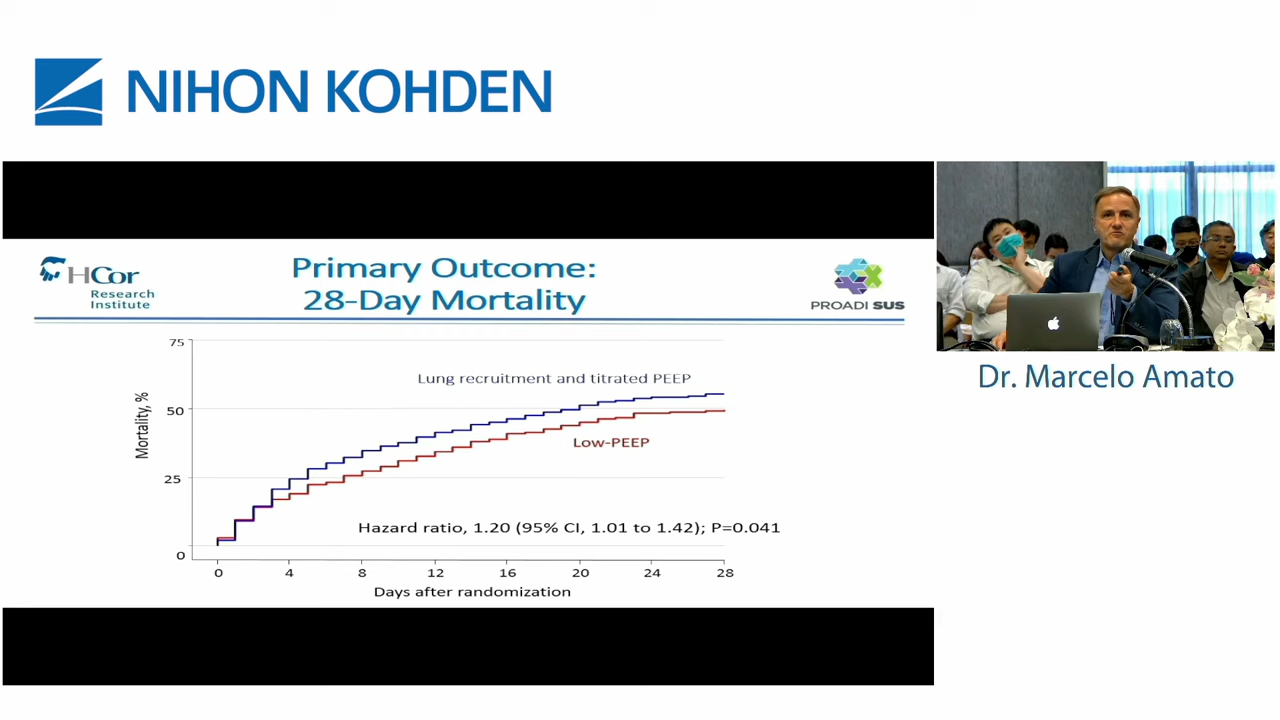 NIHON KOHDEN
HCor
Research
Institute
Primary Outcome:
28-Day Mortality
PROADI SUS
75
50
25
0
Mortality, %
Lung recruitment and titrated PEEP
Low-PEEP
Hazard ratio, 1.20 (95% CI, 1.01 to 1.42); P=0.041
0 4 8 12 16 20 24 28
Days after randomization
Dr. Marcelo Amato